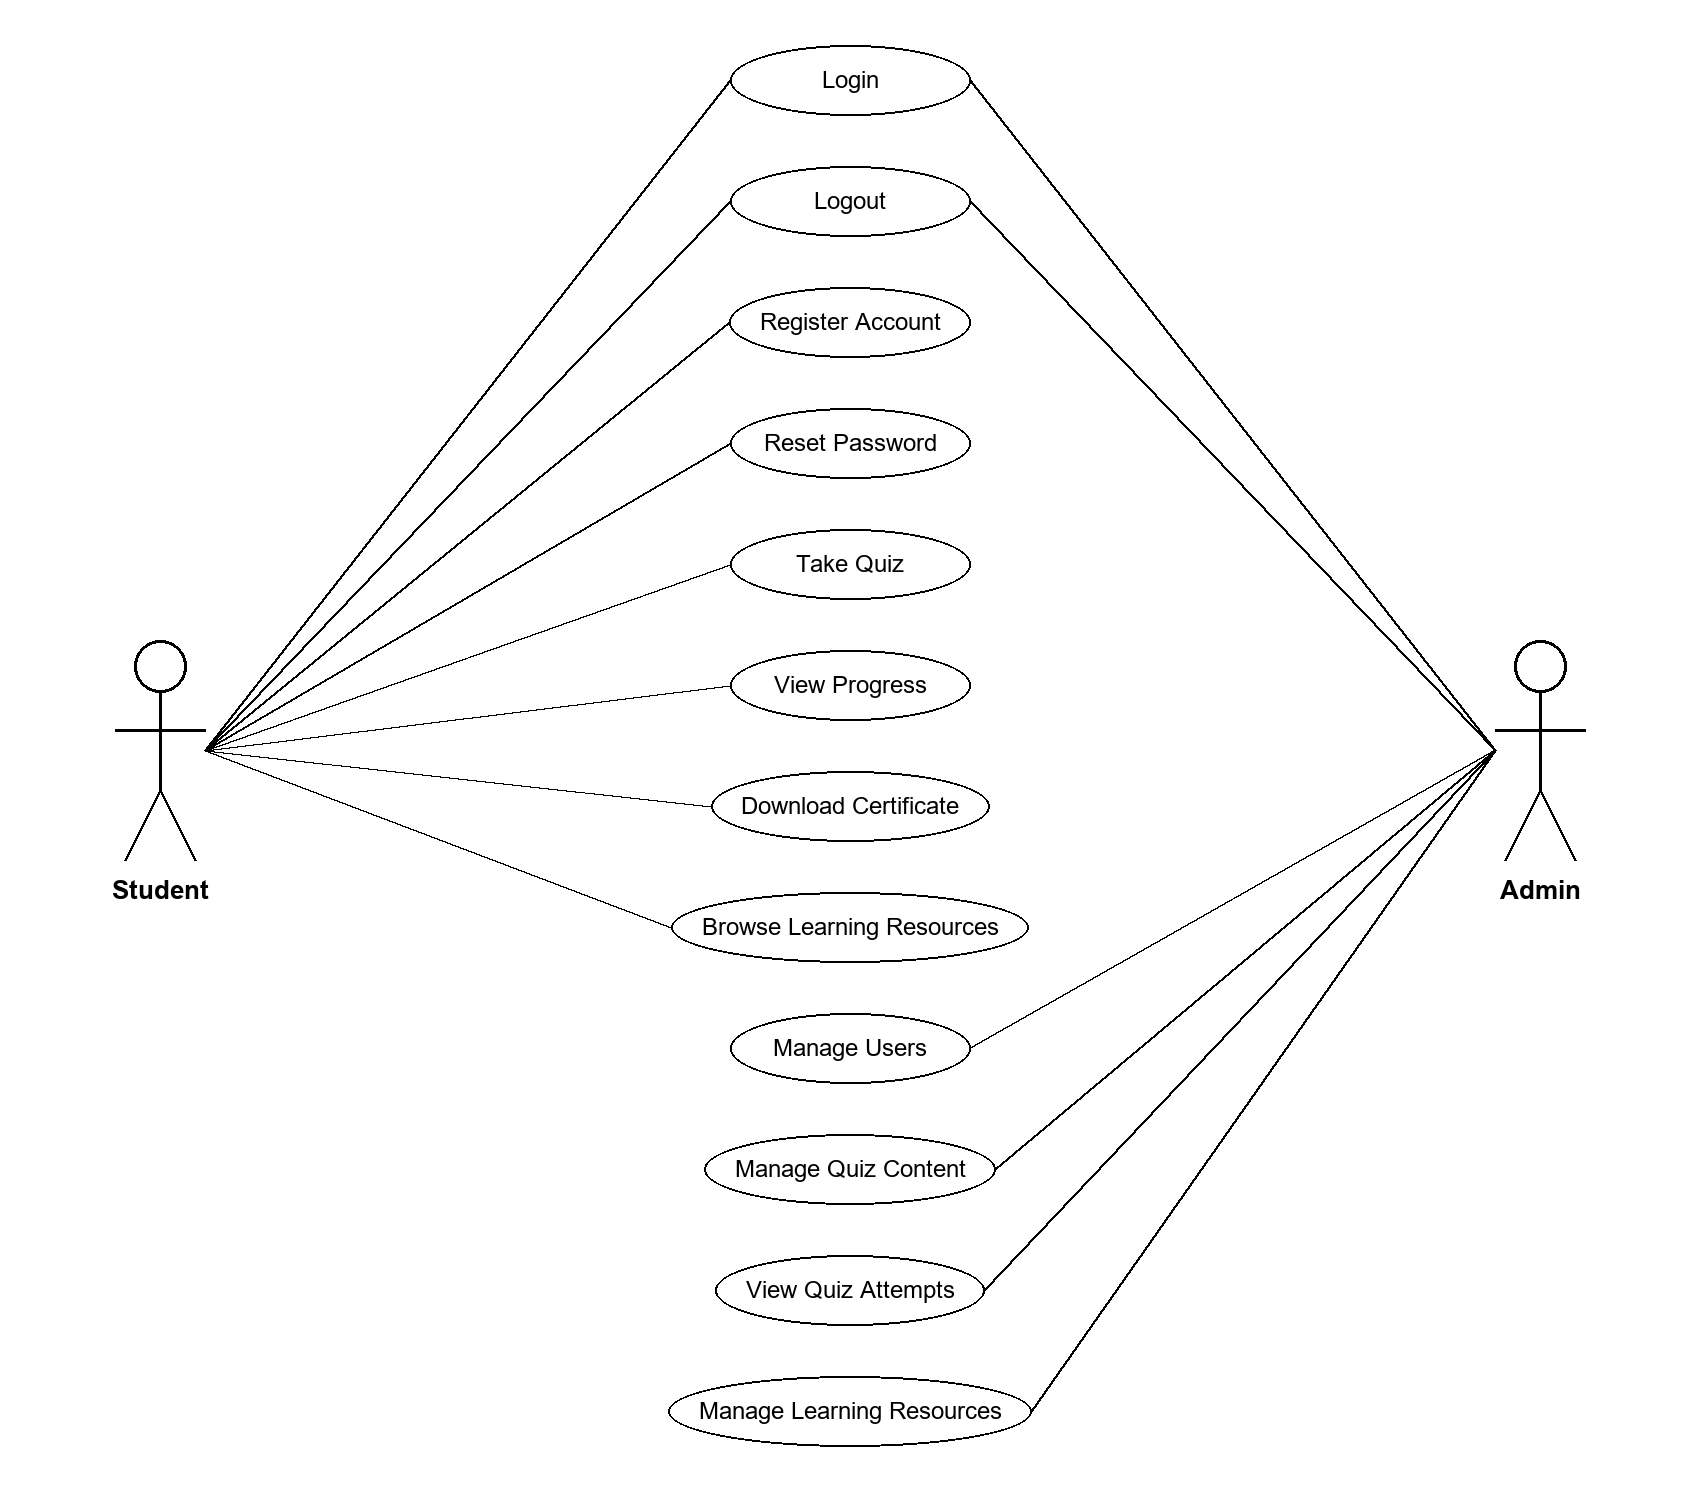 Login
Logout
Register Account
Reset Password
Take Quiz
View Progress
Download Certificate
Student
Admin
Browse Learning Resources
Manage Users
Manage Quiz Content
View Quiz Attempts
Manage Learning Resources